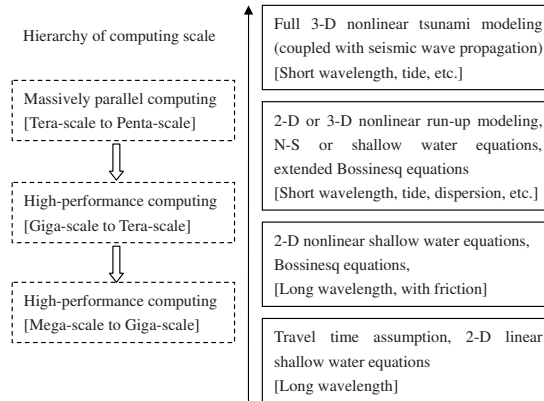 Hierarchy of computing scale
Massively parallel computing
[Tera-scale to Penta-scale]
High-performance computing
[Giga-scale to Tera-scale]
High-performance computing
[Mega-scale to Giga-scale]
Full 3-D nonlinear tsunami modeling
(coupled with seismic wave propagation)
[Short wavelength, tide, etc.]
2-D or 3-D nonlinear run-up modeling,
N-S or shallow water equations,
extended Bossinesq equations
[Short wavelength, tide, dispersion, etc.]
2-D nonlinear shallow water equations,
Bossinesq equations,
[Long wavelength, with friction]
Travel time assumption, 2-D linear
shallow water equations
[Long wavelength]